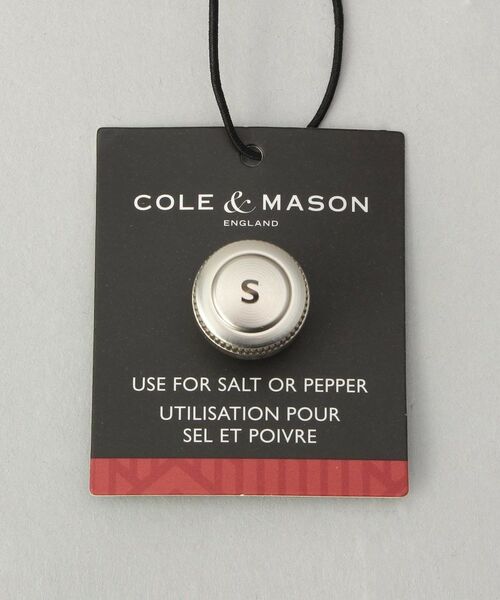 COLE & MASON
ENGLAND
S
USE FOR SALT OR PEPPER
UTILISATION POUR
SEL ET POIVRE